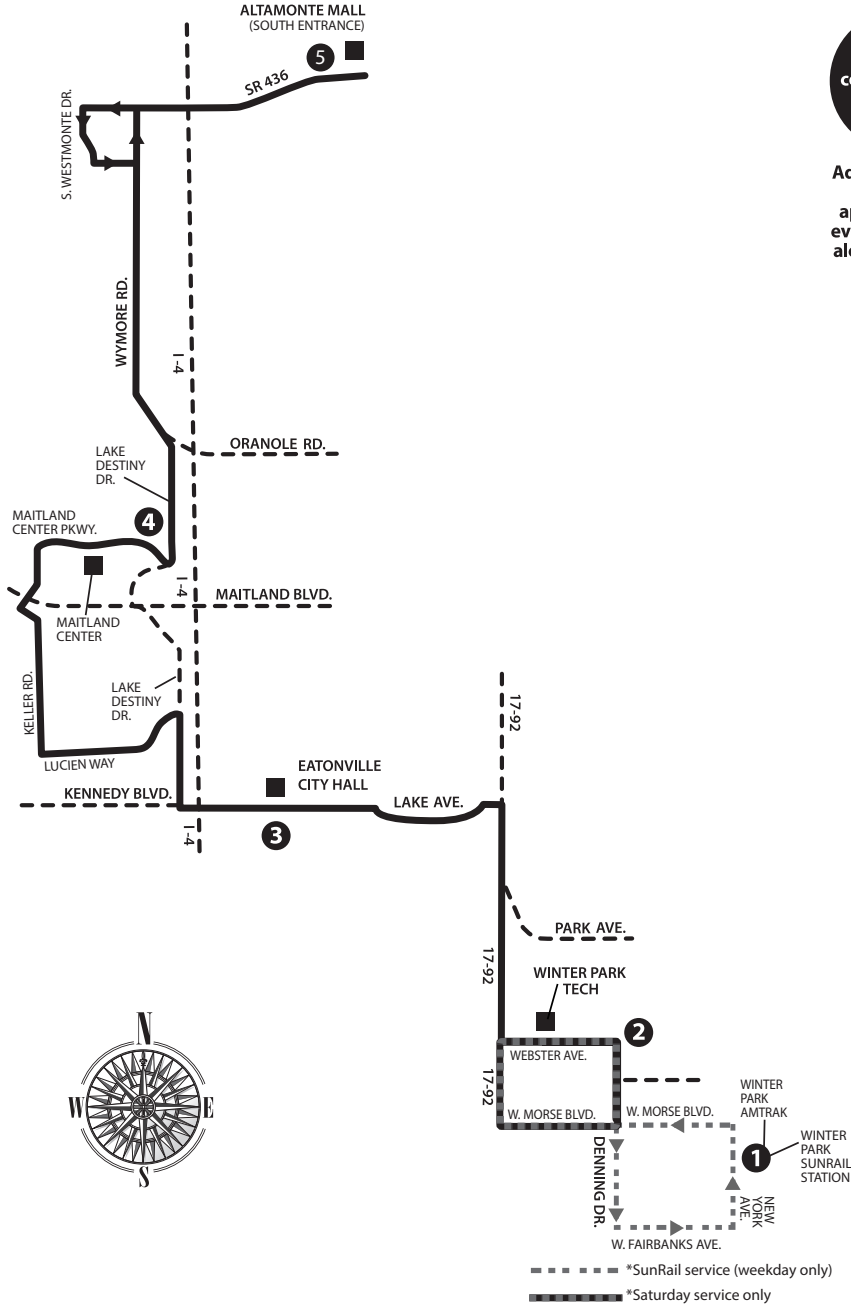 ALTAMONTE MALL
(SOUTH ENTRANCE)
5
SR 436
S. WESTMONTE DR.
WYMORE RD.
I-4
ORANOLE RD.
LAKE
DESTINY
DR.
MAITLAND
CENTER PKWY.
4
I-4
MAITLAND BLVD.
MAITLAND
CENTER
KELLER RD.
LAKE
DESTINY
DR.
LUCIEN WAY
17-92
EATONVILLE
CITY HALL
KENNEDY BLVD.
LAKE AVE.
I-4
3
PARK AVE.
17-92
WINTER PARK
TECH
2
WEBSTER AVE.
17-92
W. MORSE BLVD.
W. MORSE BLVD.
WINTER
PARK
AMTRAK
1
WINTER
PARK
SUNRAIL
STATION
DENNING DR.
NEW
YORK
AVE.
W. FAIRBANKS AVE.
N
W
E
S
*SunRail service (weekday only)
*Saturday service only